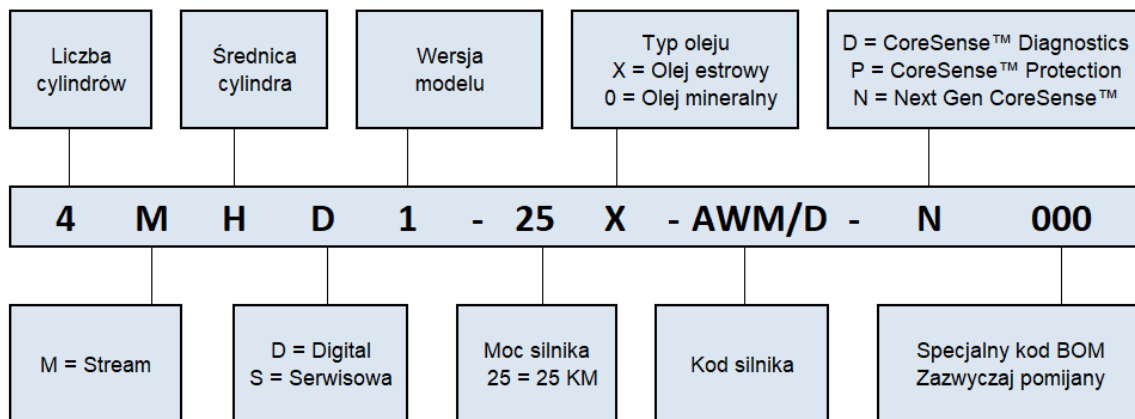 Liczba
cylindrów
Średnica
cylindra
Wersja
modelu
Typ oleju
X = Olej estrowy
0 = Olej mineralny
D = CoreSense™ Diagnostics
P = CoreSense™ Protection
N = Next Gen CoreSense™
4 M H D 1 - 25 X - AWM/D - N 000
M = Stream
D = Digital
S = Serwisowa
Moc silnika
25 = 25 KM
Kod silnika
Specjalny kod BOM
Zazwyczaj pomijany